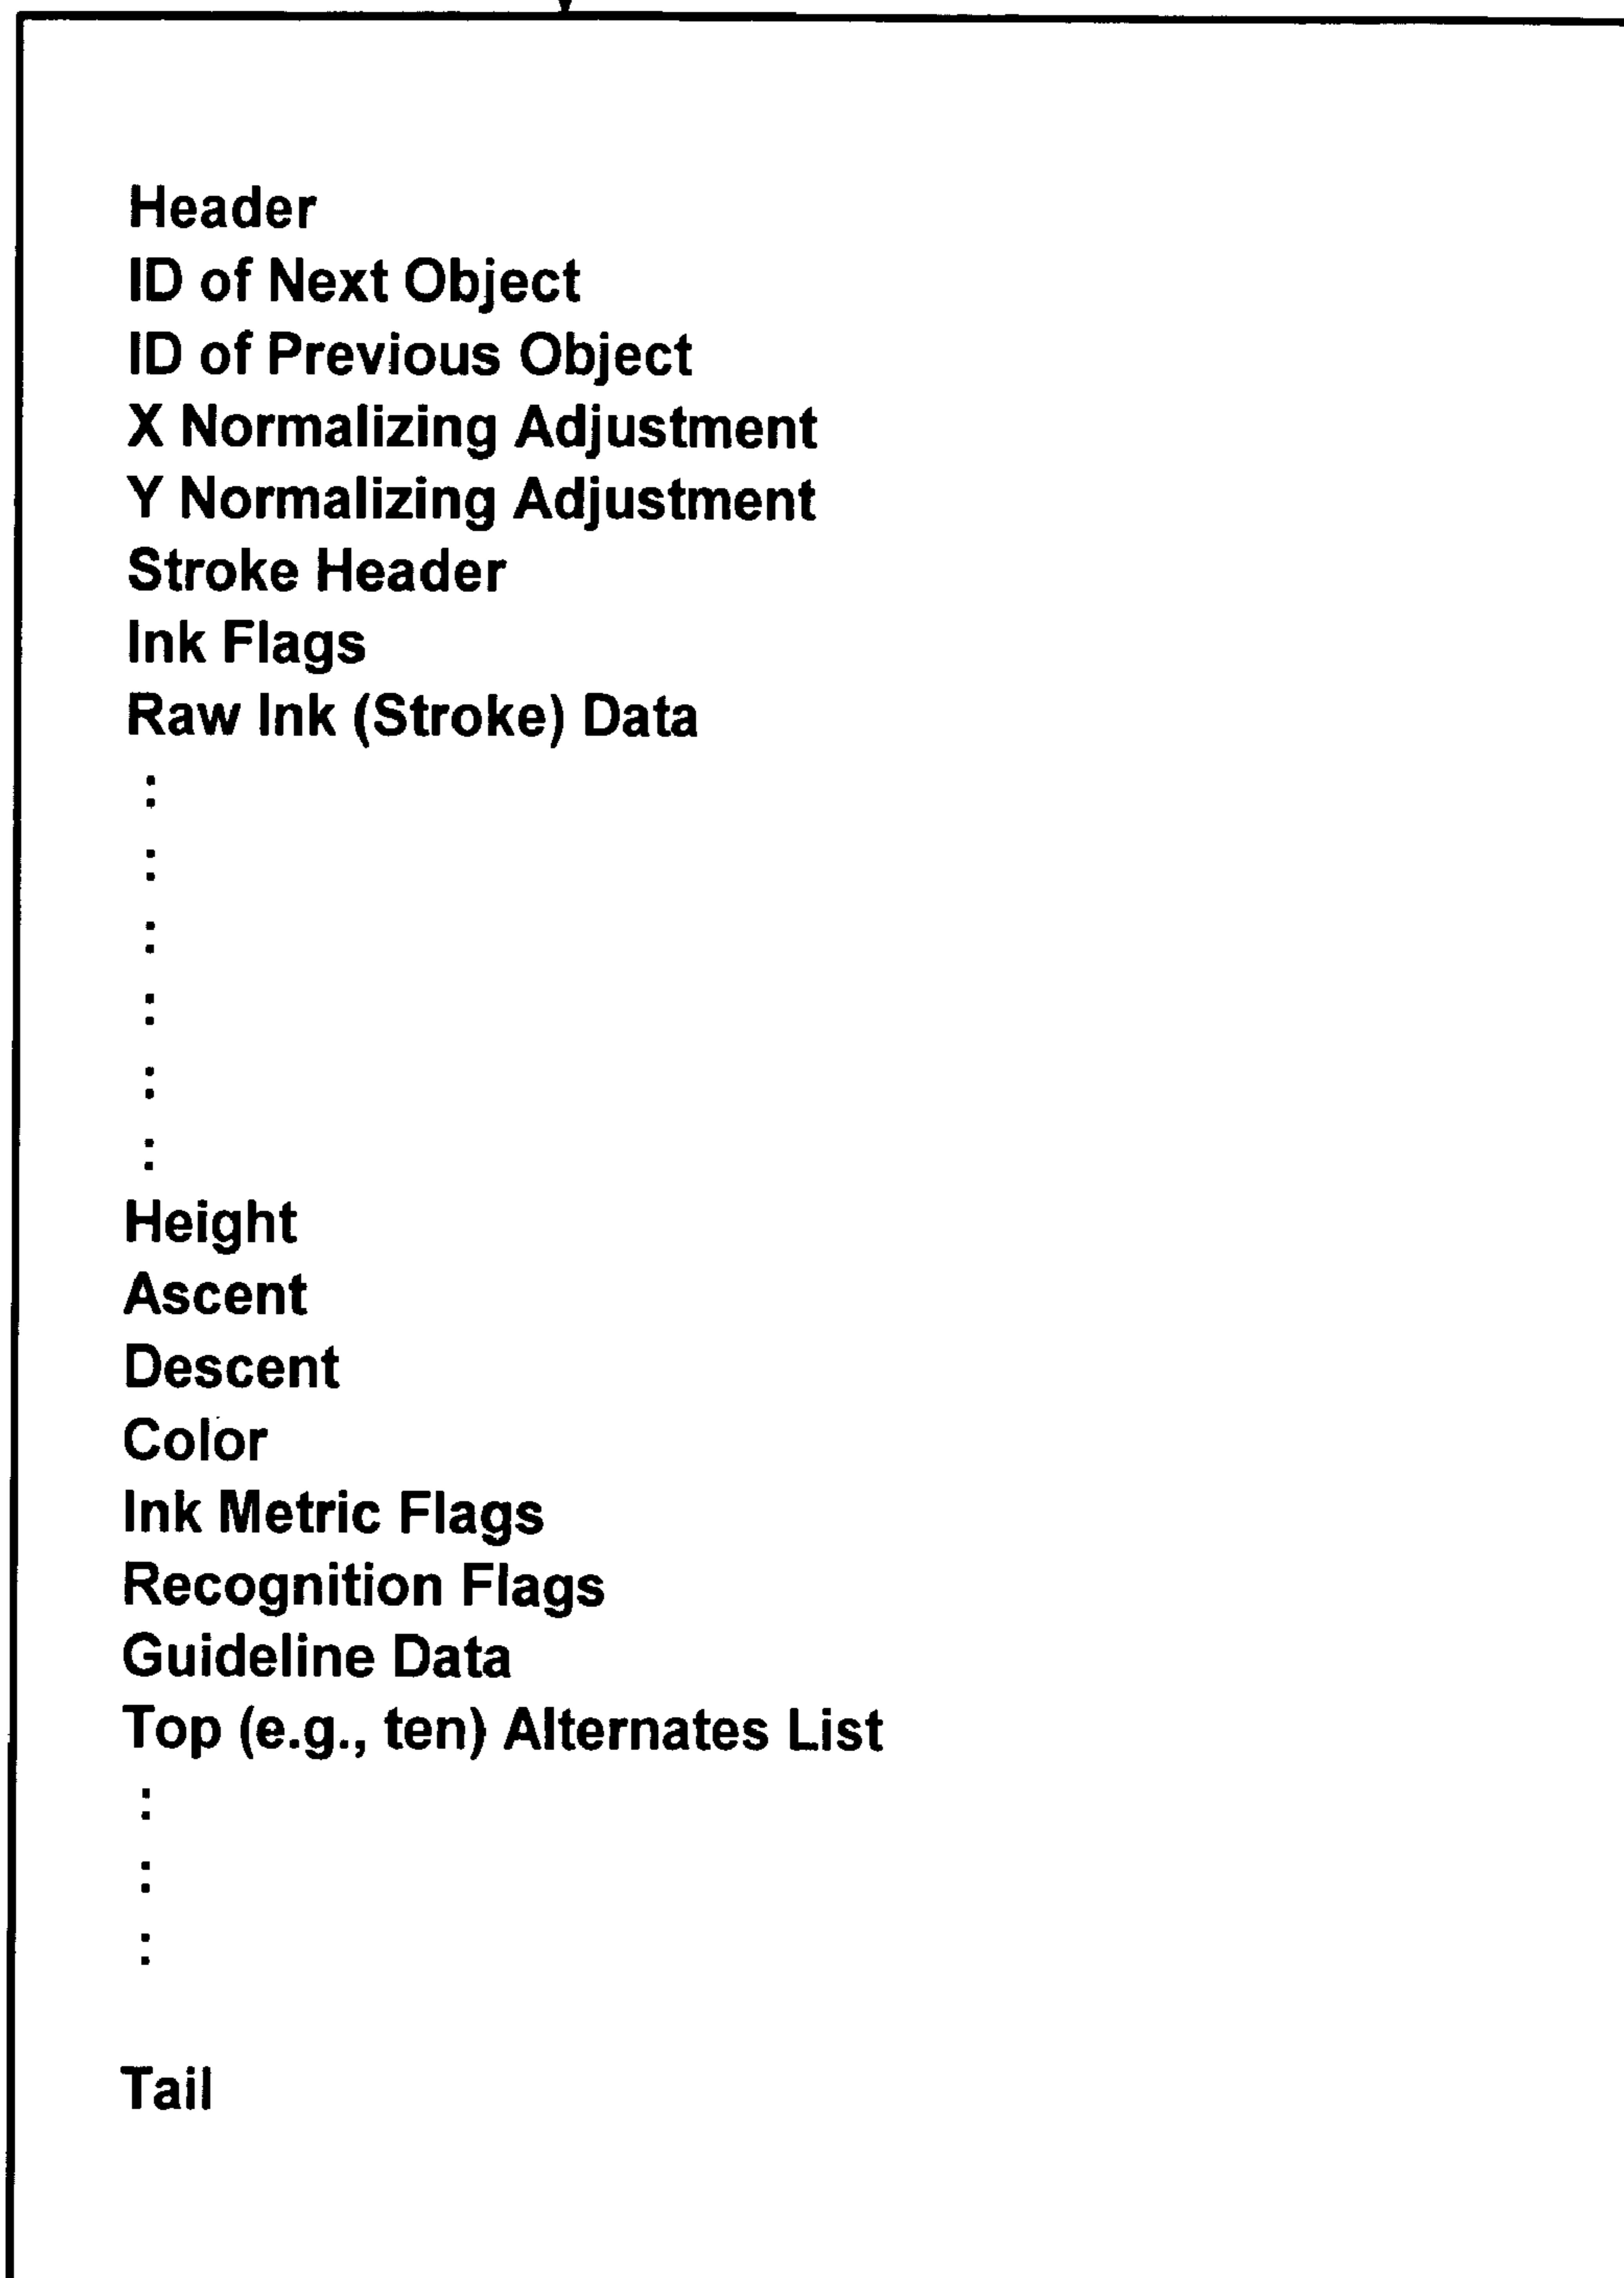 Header
ID of Next Object
ID of Previous Object
X Normalizing Adjustment
Y Normalizing Adjustment
Stroke Header
Ink Flags
Raw Ink (Stroke) Data
:
:
:
:
:
:
Height
Ascent
Descent
Color
Ink Metric Flags
Recognition Flags
Guideline Data
Top (e.g., ten) Alternates List
:
:
:
Tail